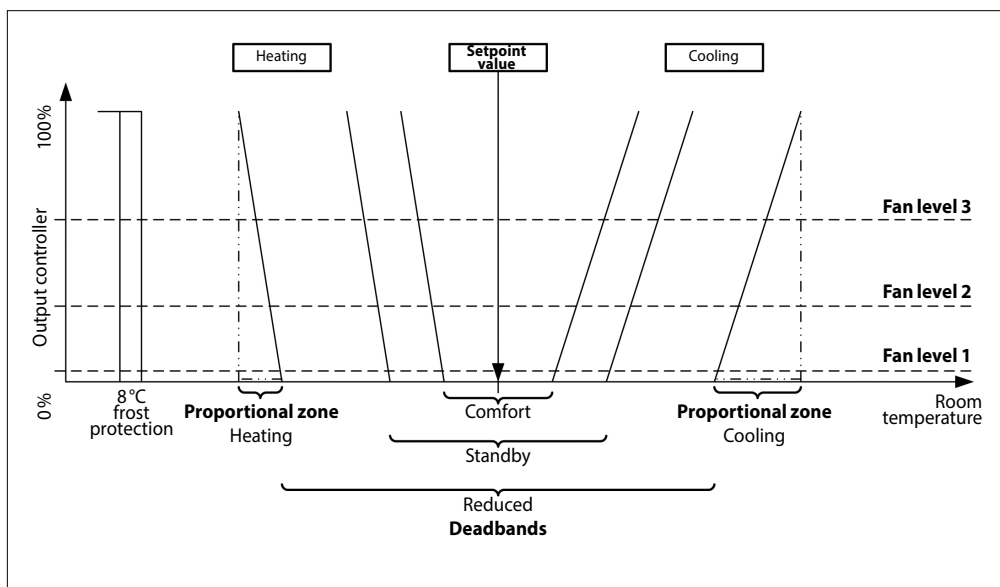 Heating
Setpoint
value
Cooling
100%
Output controller
0%
Fan level 3
Fan level 2
Fan level 1
8 °C
frost
protection
Proportional zone
Heating
Comfort
Proportional zone
Cooling
Room
temperature
Standby
Reduced
Deadbands